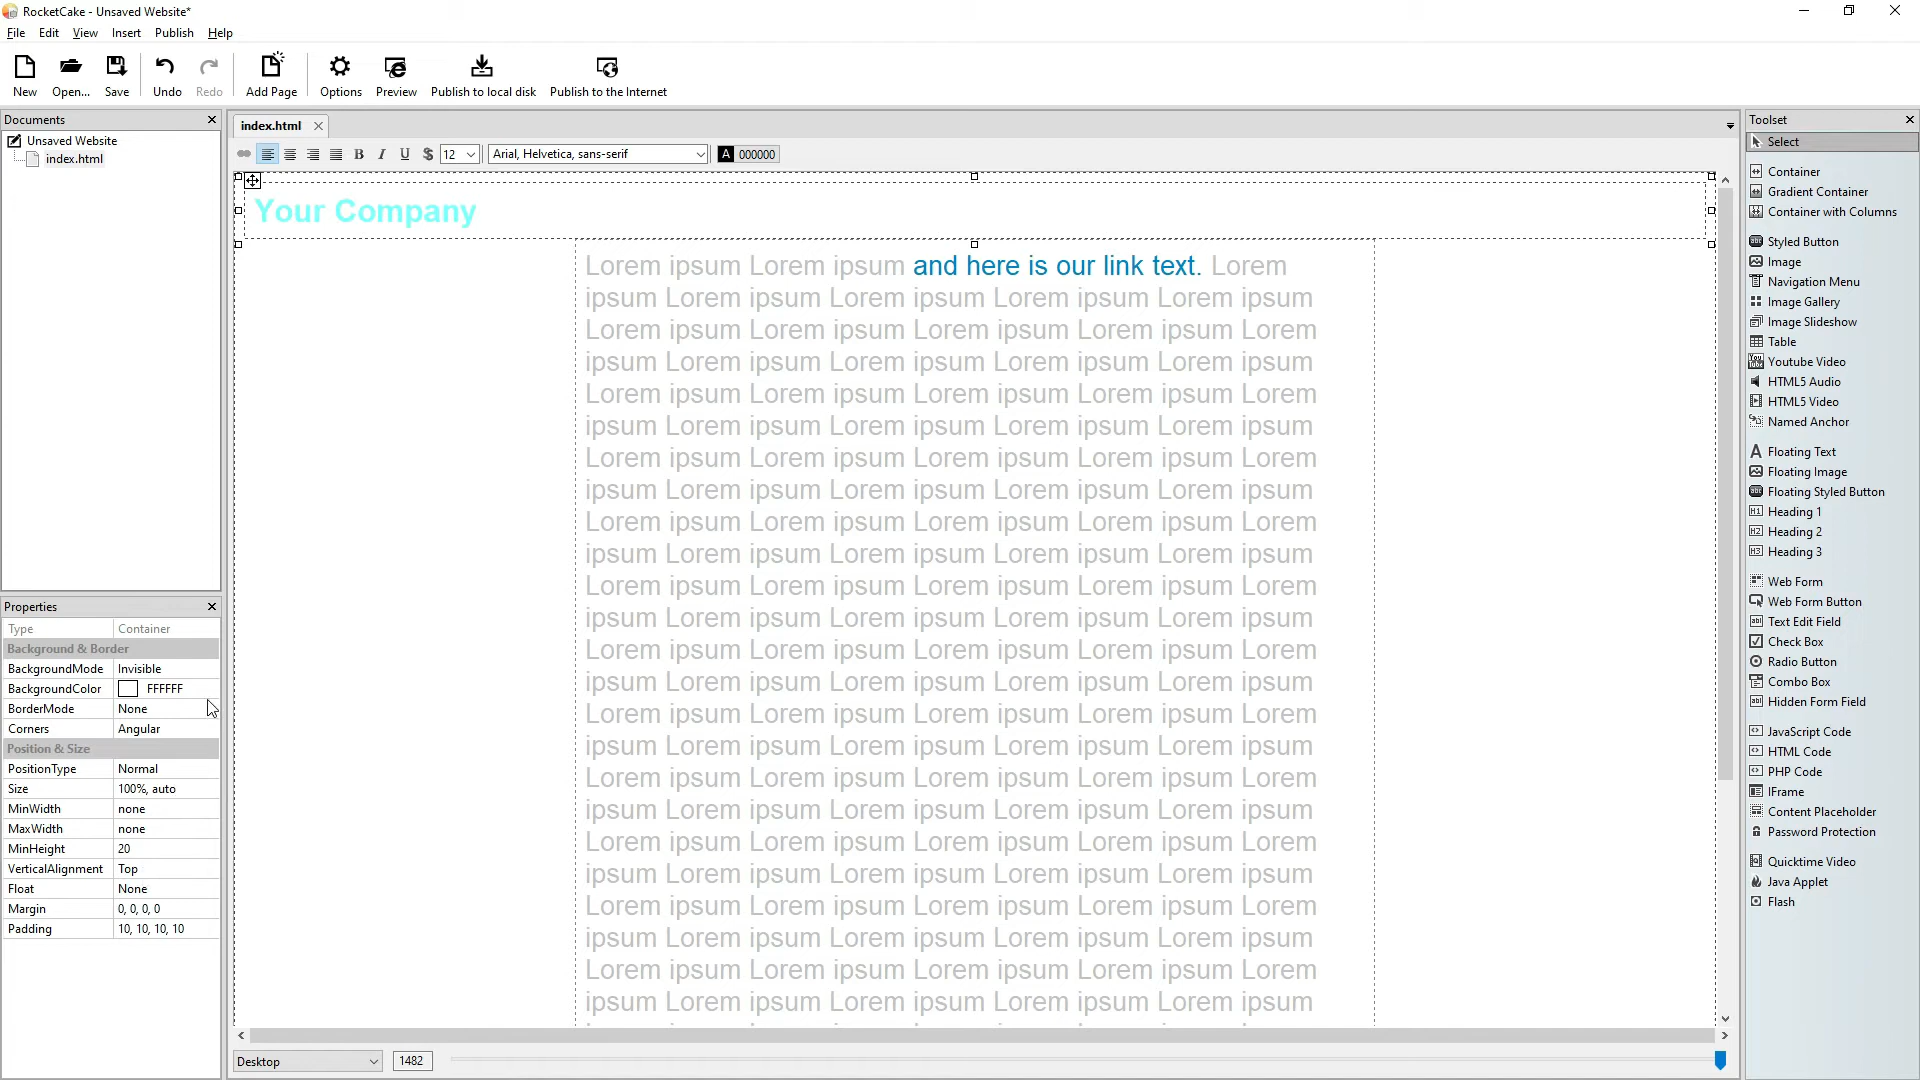 RocketCake - Unsaved Website*
File Edit View Insert Publish Help
New Open... Save Undo Redo Add Page Options Preview Publish to local disk Publish to the Internet
Documents
Unsaved Website
index.html
Properties
Type Container
Background & Border
BackgroundMode Invisible
BackgroundColor FFFFFF
BorderMode None
Corners Angular
Position & Size
PositionType Normal
Size 100%, auto
MinWidth none
MaxWidth none
MinHeight 20
VerticalAlignment Top
Float None
Margin 0, 0, 0, 0
Padding 10, 10, 10, 10
index.html
B I U $ 12 Arial, Helvetica, sans-serif A 000000
Your Company
Lorem ipsum Lorem ipsum and here is our link text. Lorem
ipsum Lorem ipsum Lorem ipsum Lorem ipsum Lorem ipsum
Lorem ipsum Lorem ipsum Lorem ipsum Lorem ipsum Lorem
ipsum Lorem ipsum Lorem ipsum Lorem ipsum Lorem ipsum
Lorem ipsum Lorem ipsum Lorem ipsum Lorem ipsum Lorem
ipsum Lorem ipsum Lorem ipsum Lorem ipsum Lorem ipsum
Lorem ipsum Lorem ipsum Lorem ipsum Lorem ipsum Lorem
ipsum Lorem ipsum Lorem ipsum Lorem ipsum Lorem ipsum
Lorem ipsum Lorem ipsum Lorem ipsum Lorem ipsum Lorem
ipsum Lorem ipsum Lorem ipsum Lorem ipsum Lorem ipsum
Lorem ipsum Lorem ipsum Lorem ipsum Lorem ipsum Lorem
ipsum Lorem ipsum Lorem ipsum Lorem ipsum Lorem ipsum
Lorem ipsum Lorem ipsum Lorem ipsum Lorem ipsum Lorem
ipsum Lorem ipsum Lorem ipsum Lorem ipsum Lorem ipsum
Lorem ipsum Lorem ipsum Lorem ipsum Lorem ipsum Lorem
ipsum Lorem ipsum Lorem ipsum Lorem ipsum Lorem ipsum
Lorem ipsum Lorem ipsum Lorem ipsum Lorem ipsum Lorem
ipsum Lorem ipsum Lorem ipsum Lorem ipsum Lorem ipsum
Lorem ipsum Lorem ipsum Lorem ipsum Lorem ipsum Lorem
ipsum Lorem ipsum Lorem ipsum Lorem ipsum Lorem ipsum
Lorem ipsum Lorem ipsum Lorem ipsum Lorem ipsum Lorem
ipsum Lorem ipsum Lorem ipsum Lorem ipsum Lorem ipsum
Lorem ipsum Lorem ipsum Lorem ipsum Lorem ipsum Lorem
ipsum Lorem ipsum Lorem ipsum Lorem ipsum Lorem ipsum
Desktop 1482
Toolset
Select
Container
Gradient Container
Container with Columns
Styled Button
Image
Navigation Menu
Image Gallery
Image Slideshow
Table
Youtube Video
HTML5 Audio
HTML5 Video
Named Anchor
Floating Text
Floating Image
Floating Styled Button
Heading 1
Heading 2
Heading 3
Web Form
Web Form Button
Text Edit Field
Check Box
Radio Button
Combo Box
Hidden Form Field
JavaScript Code
HTML Code
PHP Code
IFrame
Content Placeholder
Password Protection
Quicktime Video
Java Applet
Flash